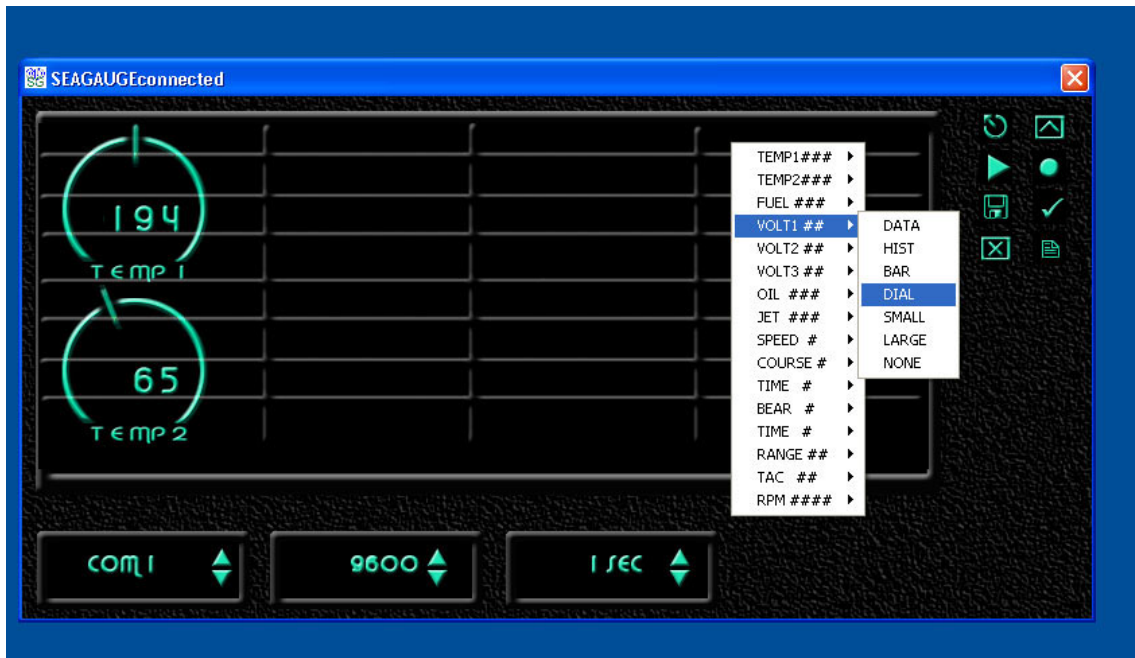 SEAGAUGEconnected
194
TEMP 1
65
TEMP 2
TEMP1###
TEMP2###
FUEL ###
VOLT1 ##
VOLT2 ##
VOLT3 ##
OIL ###
JET ###
SPEED #
COURSE #
TIME #
BEAR #
TIME #
RANGE ##
TAC ##
RPM ####
DATA
HIST
BAR
DIAL
SMALL
LARGE
NONE
COM 1
9600
1 SEC